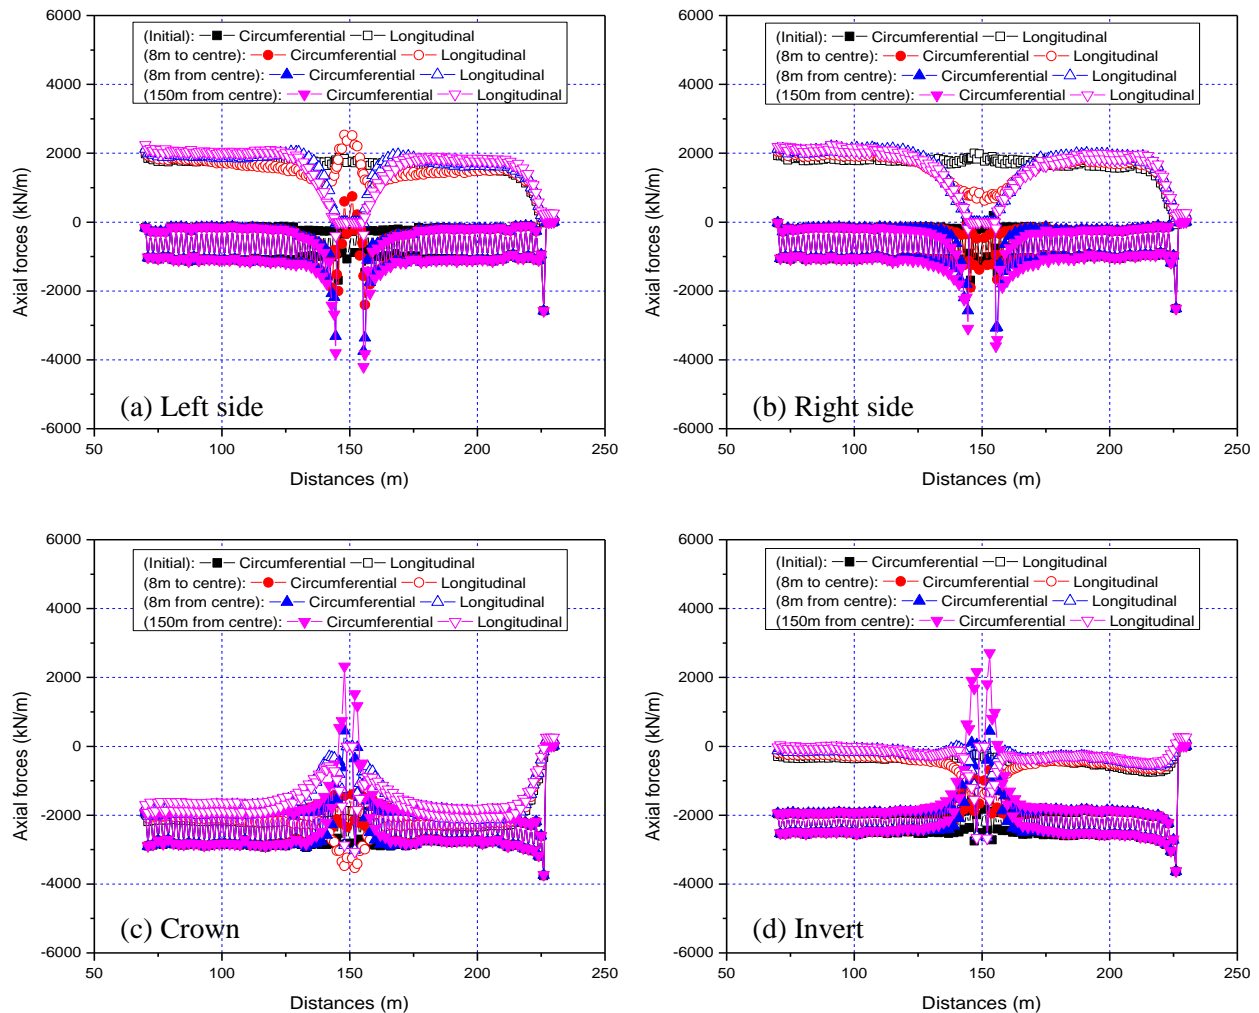 6000
4000
2000
0
-2000
-4000
-6000
Axial forces (kN/m)
(Initial): Circumferential Longitudinal
(8m to centre): Circumferential Longitudinal
(8m from centre): Circumferential Longitudinal
(150m from centre): Circumferential Longitudinal
(a) Left side
50 100 150 200 250
Distances (m)
6000
4000
2000
0
-2000
-4000
-6000
Axial forces (kN/m)
(Initial): Circumferential Longitudinal
(8m to centre): Circumferential Longitudinal
(8m from centre): Circumferential Longitudinal
(150m from centre): Circumferential Longitudinal
(b) Right side
50 100 150 200 250
Distances (m)
6000
4000
2000
0
-2000
-4000
-6000
Axial forces (kN/m)
(Initial): Circumferential Longitudinal
(8m to centre): Circumferential Longitudinal
(8m from centre): Circumferential Longitudinal
(150m from centre): Circumferential Longitudinal
(c) Crown
50 100 150 200 250
Distances (m)
6000
4000
2000
0
-2000
-4000
-6000
Axial forces (kN/m)
(Initial): Circumferential Longitudinal
(8m to centre): Circumferential Longitudinal
(8m from centre): Circumferential Longitudinal
(150m from centre): Circumferential Longitudinal
(d) Invert
50 100 150 200 250
Distances (m)